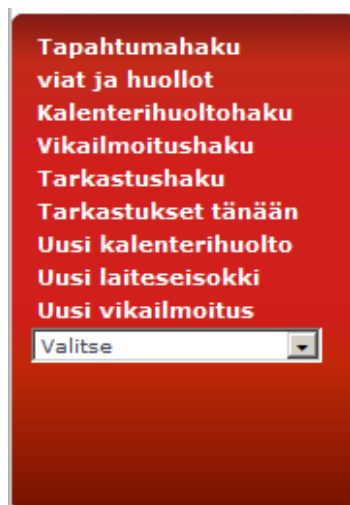 Tapahtumahaku
viat ja huollot
Kalenterihuoltohaku
Vikailmoitushaku
Tarkastushaku
Tarkastukset tänään
Uusi kalenterihuolto
Uusi laiteseisokki
Uusi vikailmoitus
Valitse